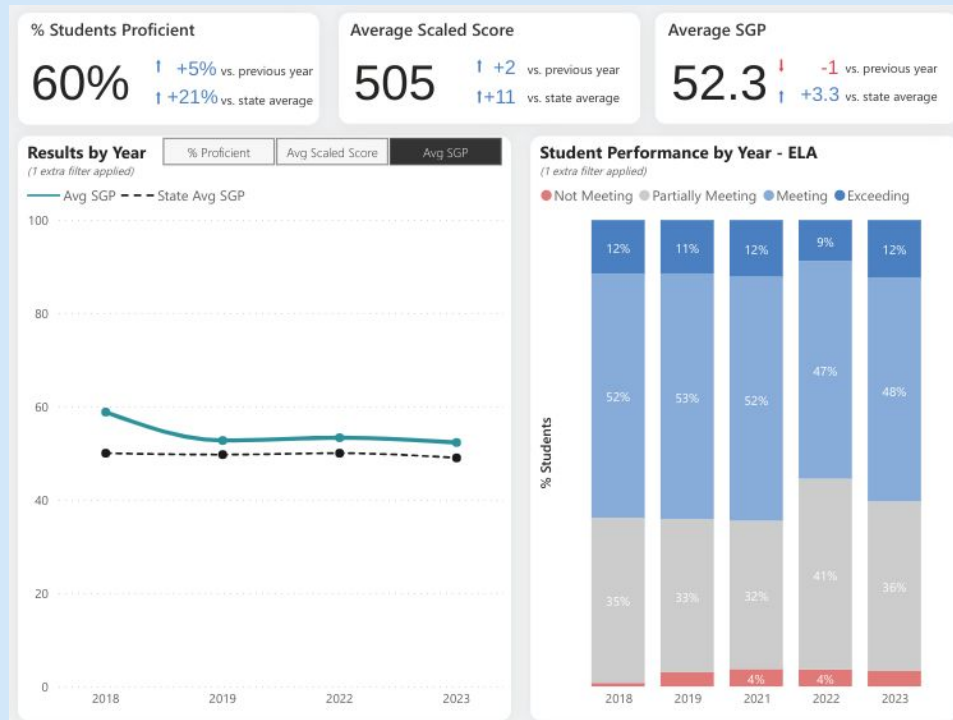 % Students Proficient
60%
↑ +5% vs. previous year
↑ +21% vs. state average
Average Scaled Score
505
↑ +2 vs. previous year
↑+11 vs. state average
Average SGP
52.3
↓ -1 vs. previous year
↑ +3.3 vs. state average
Results by Year
(1 extra filter applied)
% Proficient
Avg Scaled Score
Avg SGP
Avg SGP
State Avg SGP
100
80
60
40
20
0
2018 2019 2022 2023
Student Performance by Year - ELA
(1 extra filter applied)
Not Meeting Partially Meeting Meeting Exceeding
% Students
12% 11% 12% 9% 12%
52% 53% 52% 47% 48%
35% 33% 32% 41% 36%
4% 4%
2018 2019 2021 2022 2023